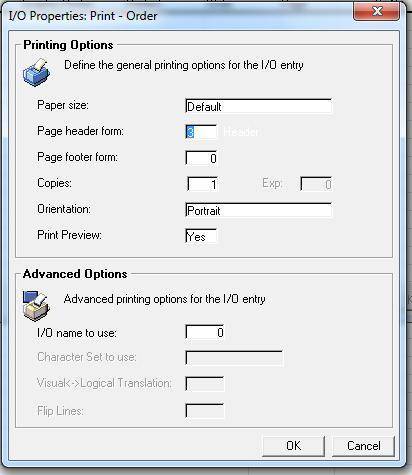 I/O Properties: Print - Order
Printing Options
Define the general printing options for the I/O entry
Paper size: Default
Page header form: 3 Header
Page footer form: 0
Copies: 1 Exp: 0
Orientation: Portrait
Print Preview: Yes
Advanced Options
Advanced printing options for the I/O entry
I/O name to use: 0
Character Set to use:
Visual<->Logical Translation:
Flip Lines:
OK Cancel